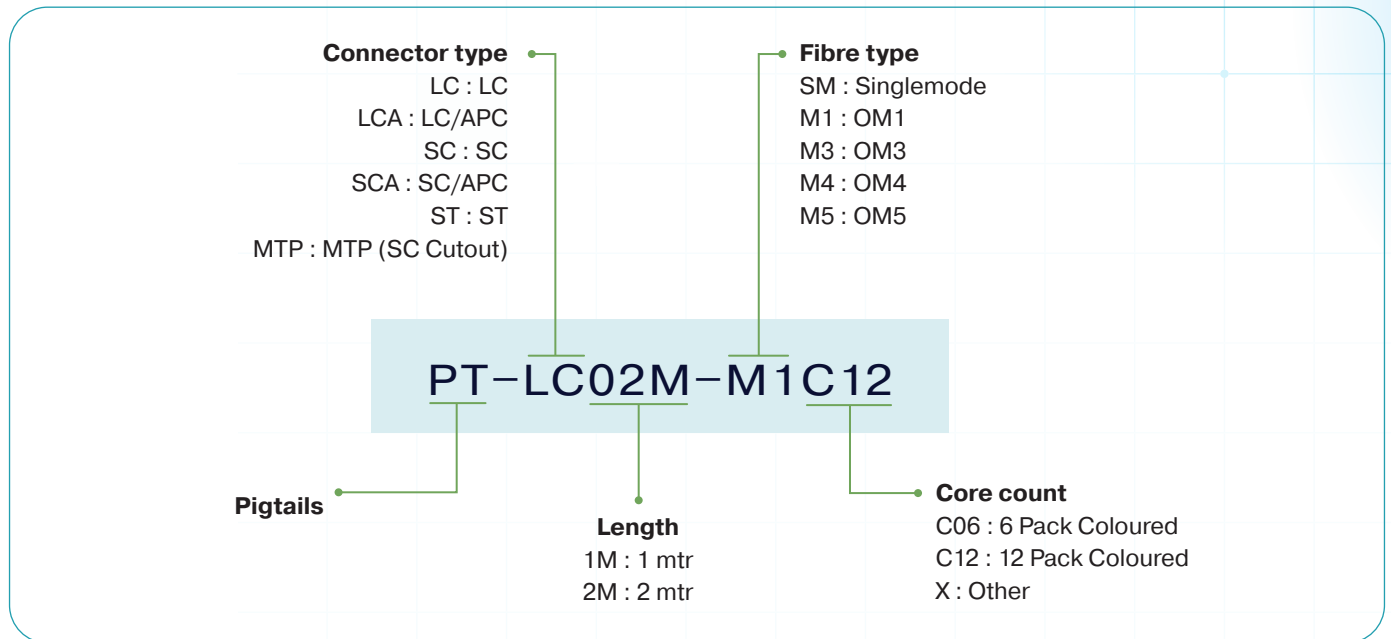 Connector type
LC : LC
LCA : LC/APC
SC : SC
SCA : SC/APC
ST : ST
MTP : MTP (SC Cutout)
Fibre type
SM : Singlemode
M1 : OM1
M3 : OM3
M4 : OM4
M5 : OM5
PT-LC02M-M1C12
Pigtails
Length
1M : 1 mtr
2M : 2 mtr
Core count
C06 : 6 Pack Coloured
C12 : 12 Pack Coloured
X : Other